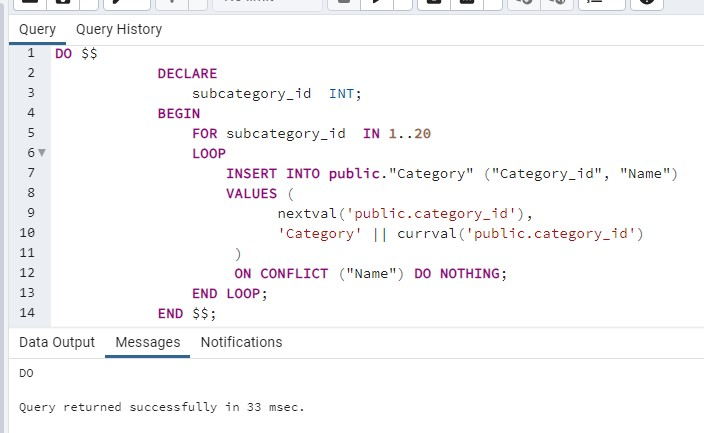 Query Query History
1 DO $$
2 DECLARE
3 subcategory_id INT;
4 BEGIN
5 FOR subcategory_id IN 1..20
6 LOOP
7 INSERT INTO public."Category" ("Category_id", "Name")
8 VALUES (
9 nextval('public.category_id'),
10 'Category' || currval('public.category_id')
11 )
12 ON CONFLICT ("Name") DO NOTHING;
13 END LOOP;
14 END $$;
Data Output Messages Notifications
DO
Query returned successfully in 33 msec.